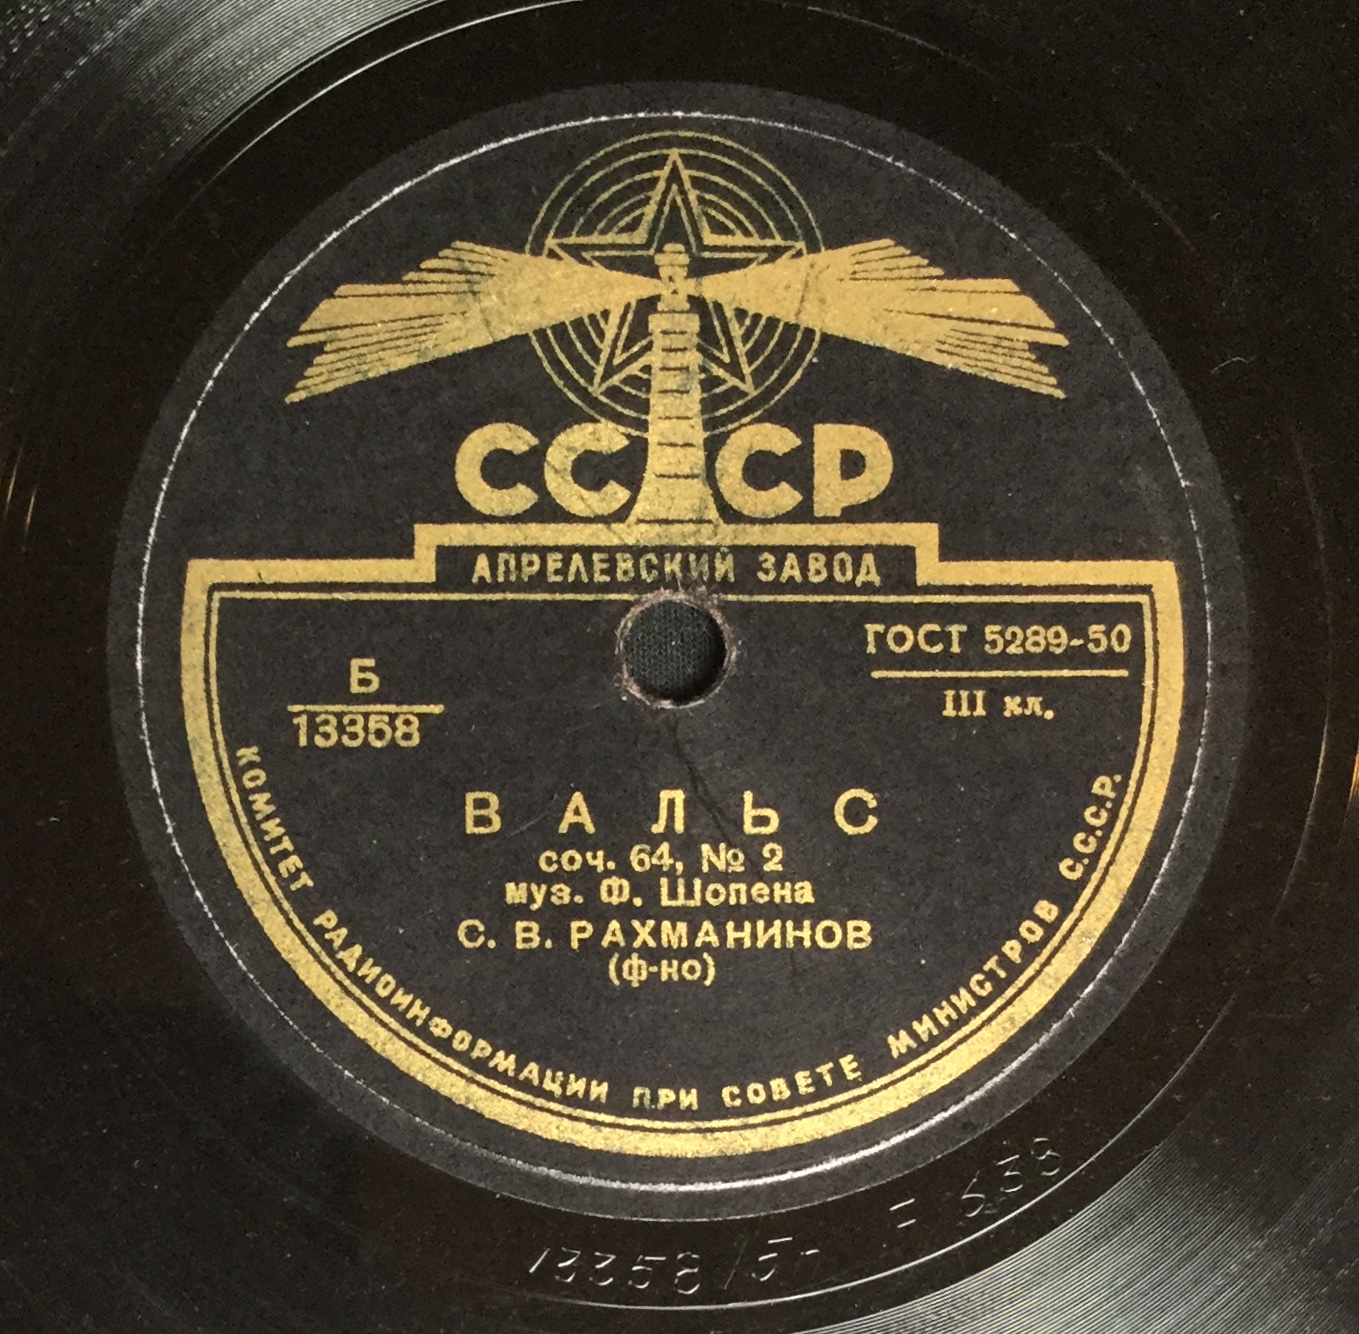 СССР
АПРЕЛЕВСКИЙ ЗАВОД
Б
13358
ГОСТ 5289-50
III кл.
ВАЛЬС
соч. 64, № 2
муз. Ф. Шопена
С. В. РАХМАНИНОВ
(ф-но)
КОМИТЕТ РАДИОИНФОРМАЦИИ ПРИ СОВЕТЕ МИНИСТРОВ С.С.С.Р.
13358